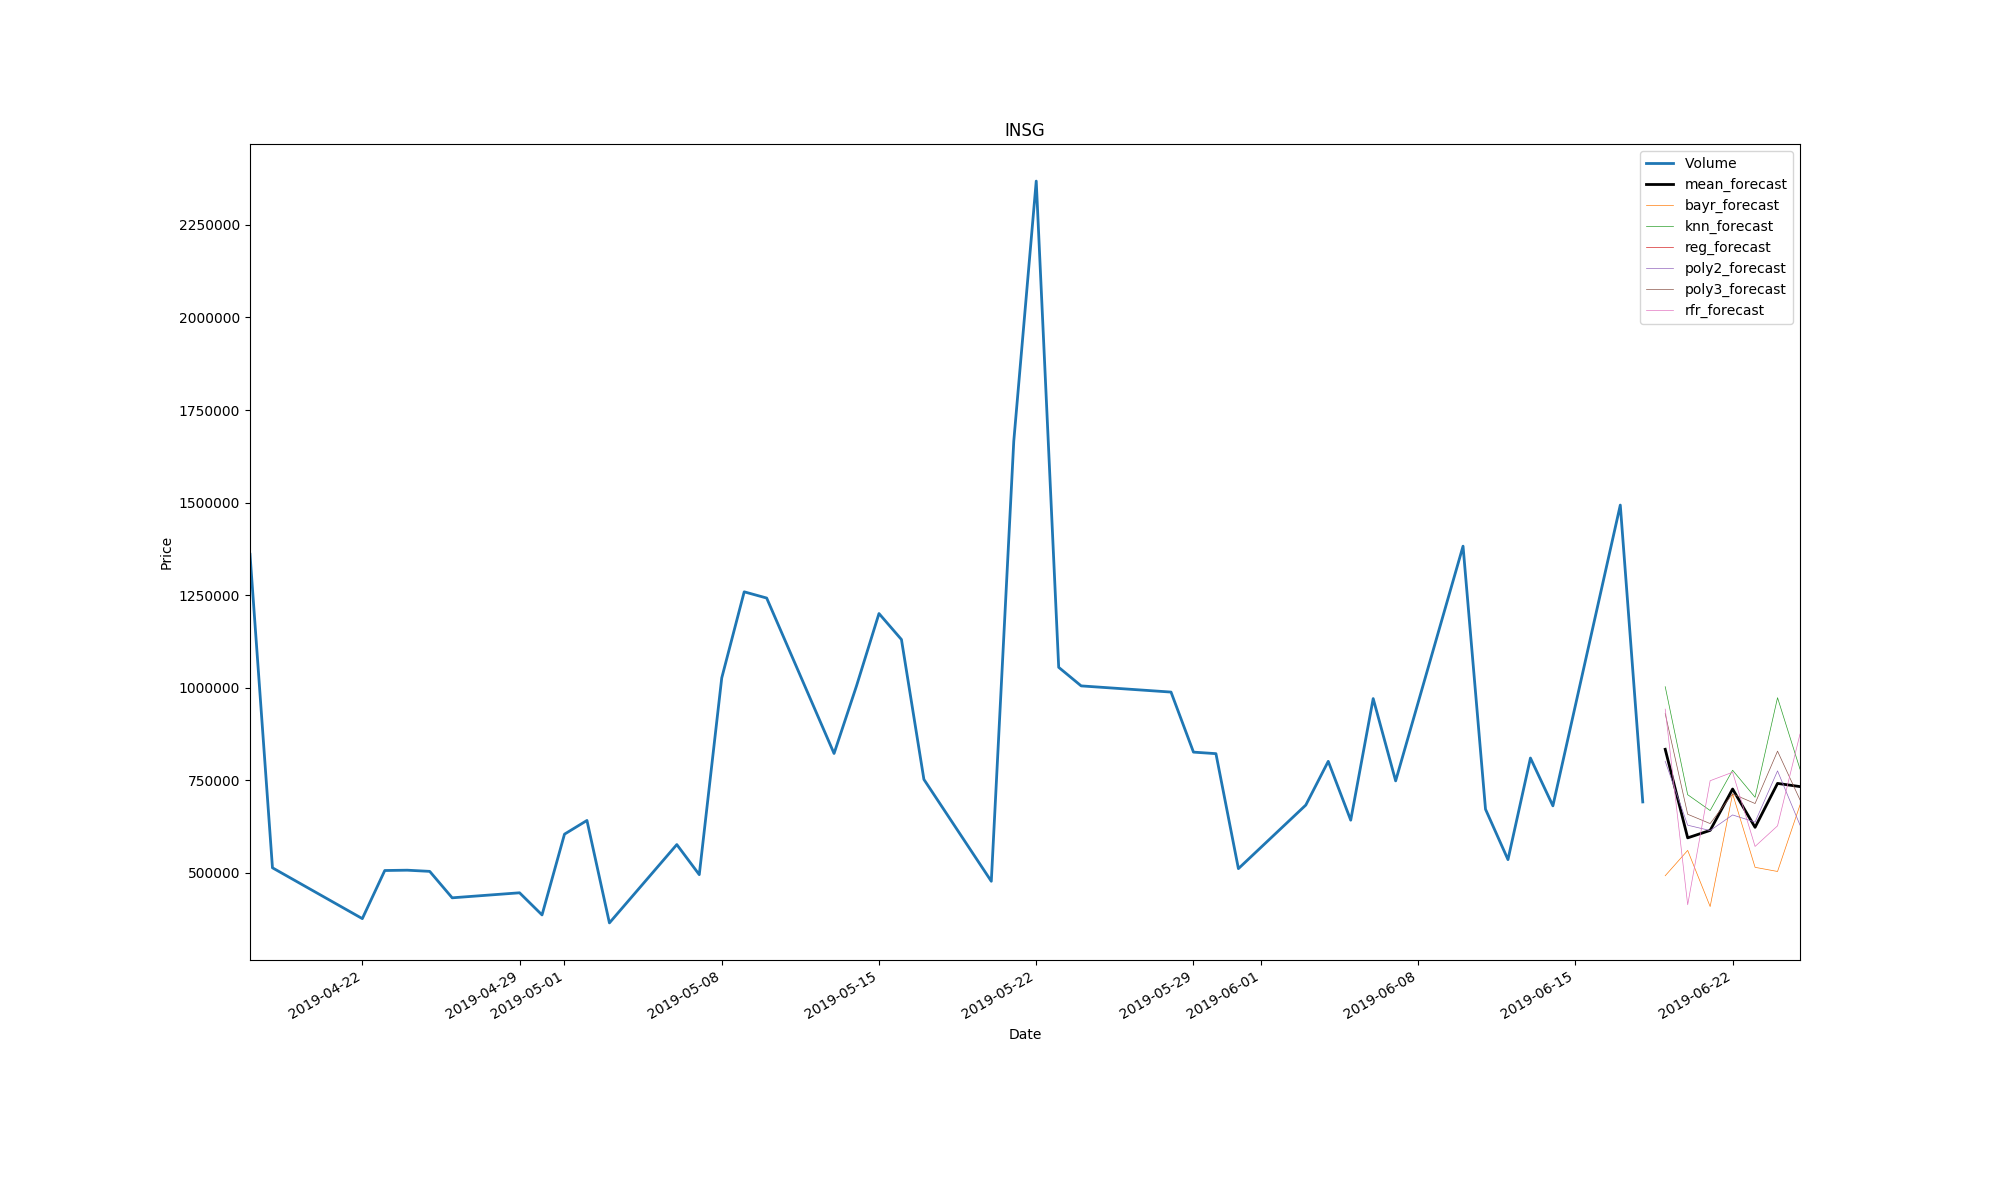 INSG
Volume
mean_forecast
bayr_forecast
knn_forecast
reg_forecast
poly2_forecast
poly3_forecast
rfr_forecast
2250000
2000000
1750000
1500000
1250000
1000000
750000
500000
Price
2019-04-22
2019-04-29
2019-05-01
2019-05-08
2019-05-15
2019-05-22
2019-05-29
2019-06-01
2019-06-08
2019-06-15
2019-06-22
Date